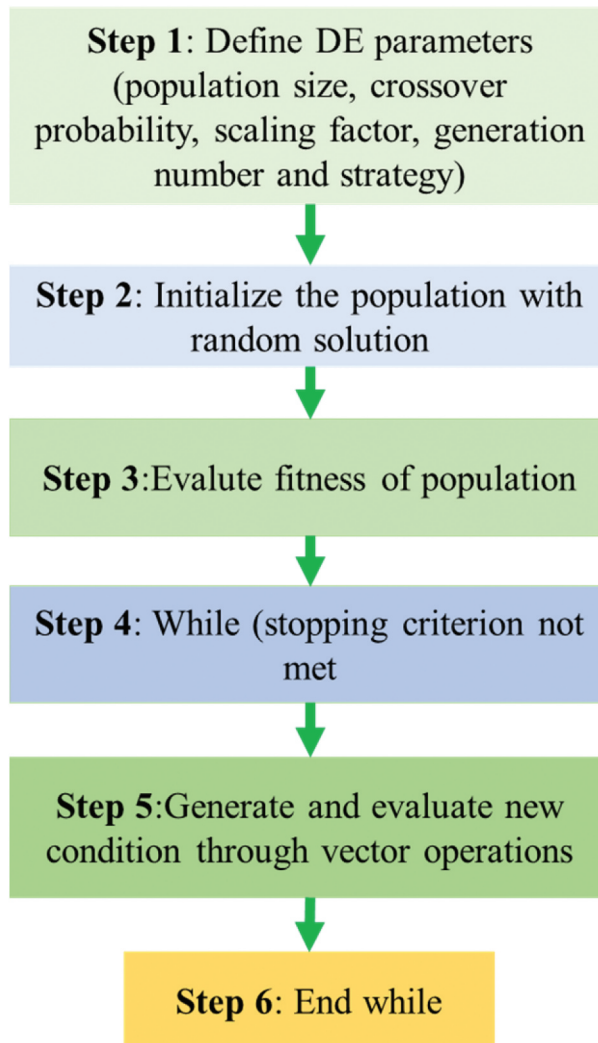 Step 1: Define DE parameters
(population size, crossover
probability, scaling factor, generation
number and strategy)
Step 2: Initialize the population with
random solution
Step 3:Evalute fitness of population
Step 4: While (stopping criterion not
met
Step 5:Generate and evaluate new
condition through vector operations
Step 6: End while